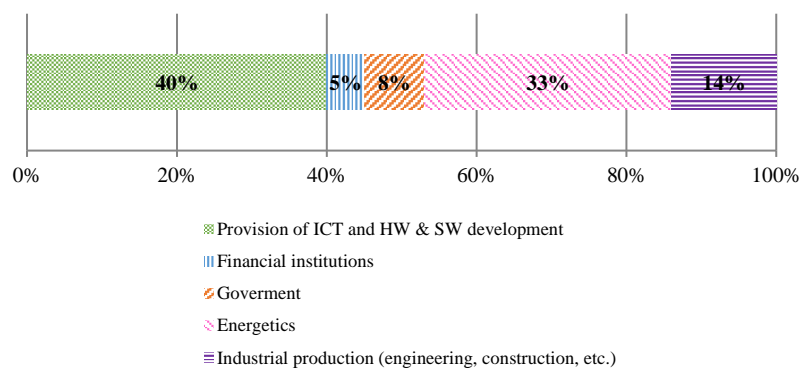 40% 5% 8% 33% 14%
0% 20% 40% 60% 80% 100%
Provision of ICT and HW & SW development
Financial institutions
Goverment
Energetics
Industrial production (engineering, construction, etc.)